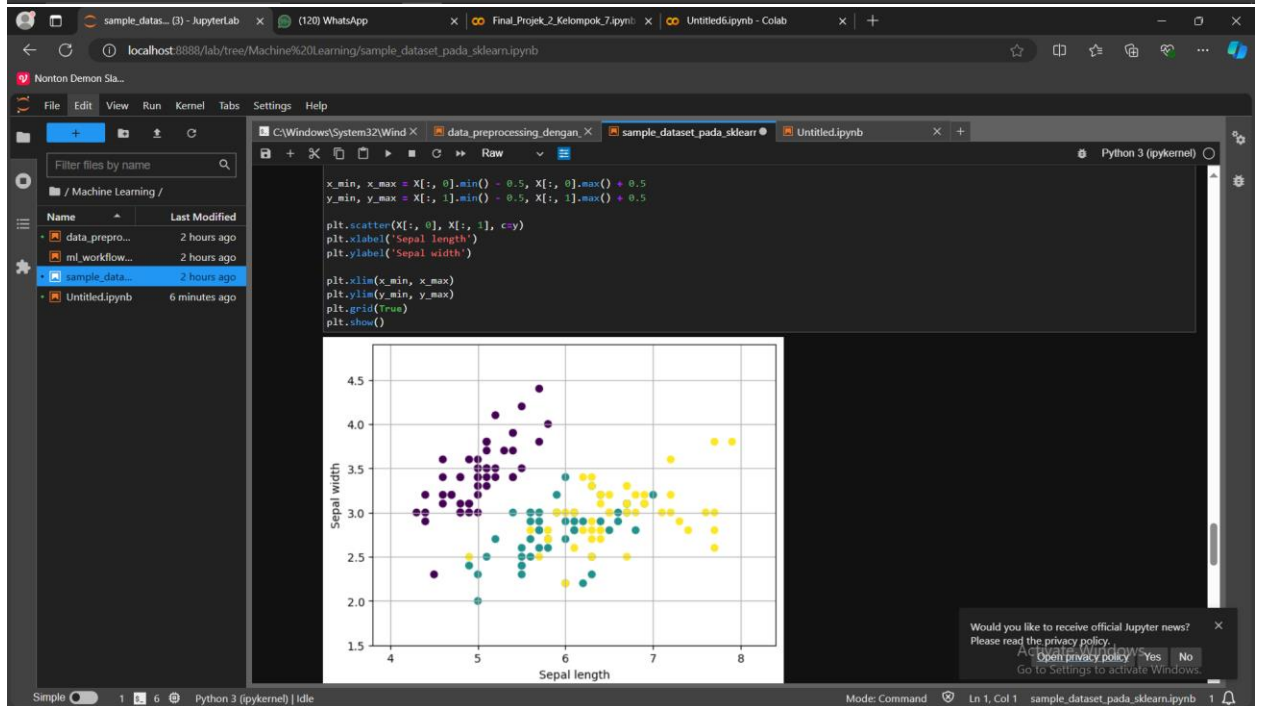 sample_datas... (3) - JupyterLab
(120) WhatsApp
Final_Projek_2_Kelompok_7.ipynb
Untitled6.ipynb - Colab
localhost:8888/lab/tree/Machine%20Learning/sample_dataset_pada_sklearn.ipynb
Nonton Demon Sla...
File Edit View Run Kernel Tabs Settings Help
C:\Windows\System32\Wind
data_preprocessing_dengan_
sample_dataset_pada_sklearr
Untitled.ipynb
Filter files by name
Raw
Python 3 (ipykernel)
/ Machine Learning /
Name Last Modified
data_prepro... 2 hours ago
ml_workflow... 2 hours ago
sample_data... 2 hours ago
Untitled.ipynb 6 minutes ago
x_min, x_max = X[:, 0].min() - 0.5, X[:, 0].max() + 0.5
y_min, y_max = X[:, 1].min() - 0.5, X[:, 1].max() + 0.5
plt.scatter(X[:, 0], X[:, 1], c=y)
plt.xlabel('Sepal length')
plt.ylabel('Sepal width')
plt.xlim(x_min, x_max)
plt.ylim(y_min, y_max)
plt.grid(True)
plt.show()
4.5
4.0
3.5
3.0
2.5
2.0
1.5
Sepal width
4 5 6 7 8
Sepal length
Would you like to receive official Jupyter news?
Please read the privacy policy.
Activate Windows
Open privacy policy Yes No
Go to Settings to activate Windows.
Simple 1 6 Python 3 (ipykernel) | Idle
Mode: Command Ln 1, Col 1 sample_dataset_pada_sklearn.ipynb 1